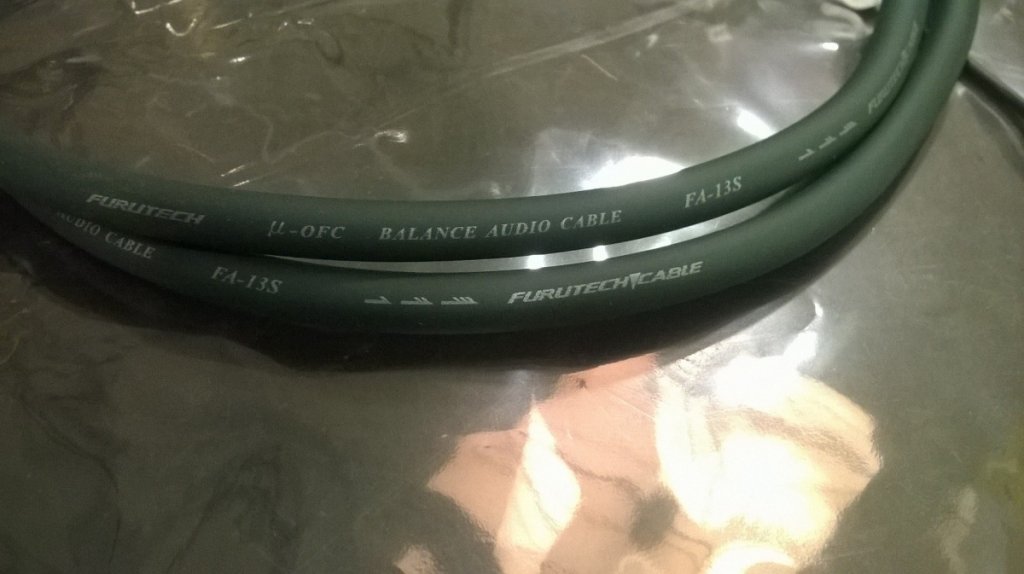 FURUTECH µ-OFC BALANCE AUDIO CABLE FA-13S
AUDIO CABLE FA-13S FURUTECH CABLE